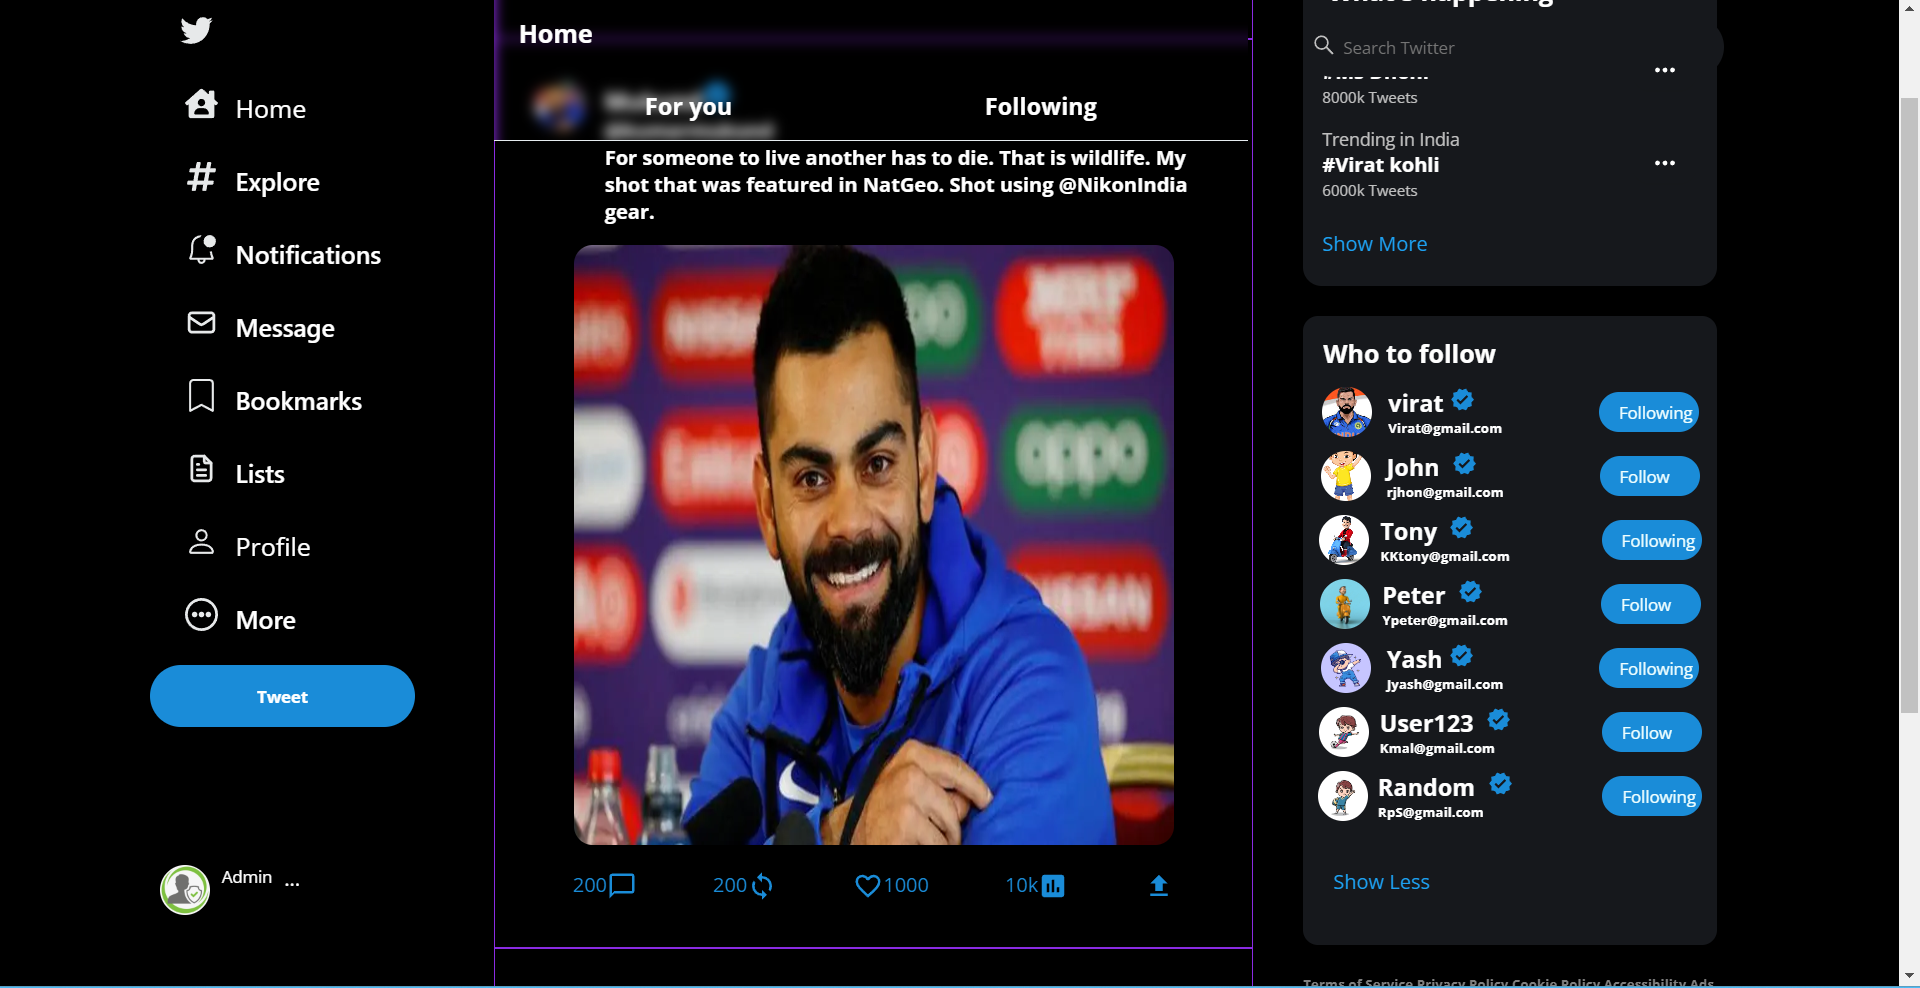 Home
Explore
Notifications
Message
Bookmarks
Lists
Profile
More
Tweet
Admin ...
Home
For you
Following
For someone to live another has to die. That is wildlife. My
shot that was featured in NatGeo. Shot using @NikonIndia
gear.
oppo
200
200
1000
10k
Search Twitter
8000k Tweets
Trending in India
#Virat kohli
6000k Tweets
Show More
Who to follow
virat
Virat@gmail.com
Following
John
rjhon@gmail.com
Follow
Tony
KKtony@gmail.com
Following
Peter
Ypeter@gmail.com
Follow
Yash
Jyash@gmail.com
Following
User123
Kmal@gmail.com
Follow
Random
RpS@gmail.com
Following
Show Less
Terms of Service Privacy Policy Cookie Policy Accessibility Ads